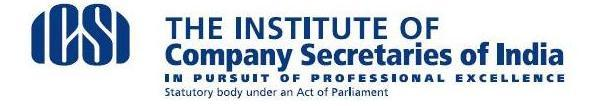 ICSI
THE INSTITUTE OF
Company Secretaries of India
IN PURSUIT OF PROFESSIONAL EXCELLENCE
Statutory body under an Act of Parliament